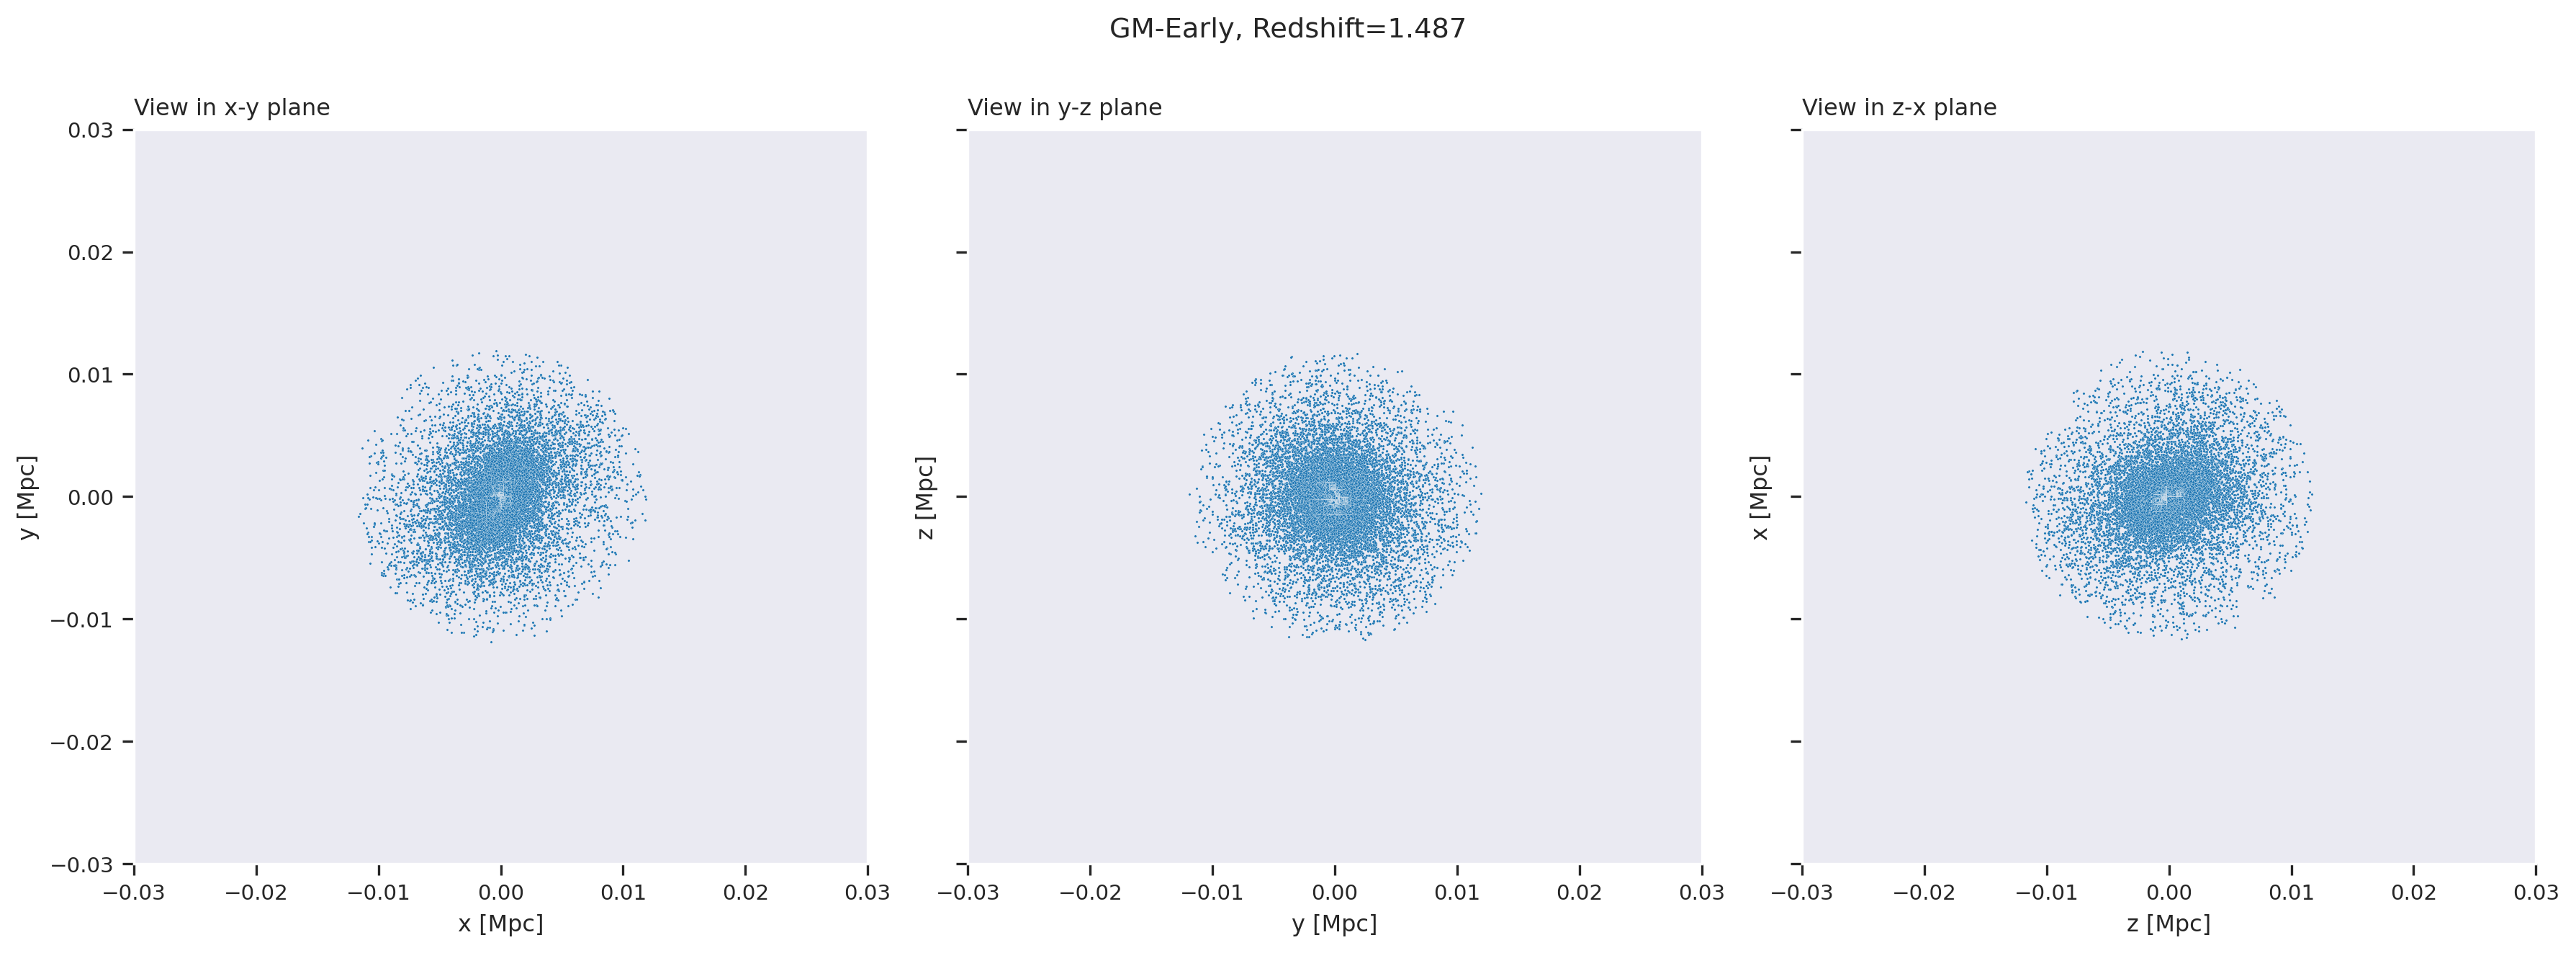 GM-Early, Redshift=1.487
View in x-y plane
0.03
0.02
0.01
0.00
−0.01
−0.02
−0.03
y [Mpc]
−0.03 −0.02 −0.01 0.00 0.01 0.02 0.03
x [Mpc]
View in y-z plane
z [Mpc]
−0.03 −0.02 −0.01 0.00 0.01 0.02 0.03
y [Mpc]
View in z-x plane
x [Mpc]
−0.03 −0.02 −0.01 0.00 0.01 0.02 0.03
z [Mpc]